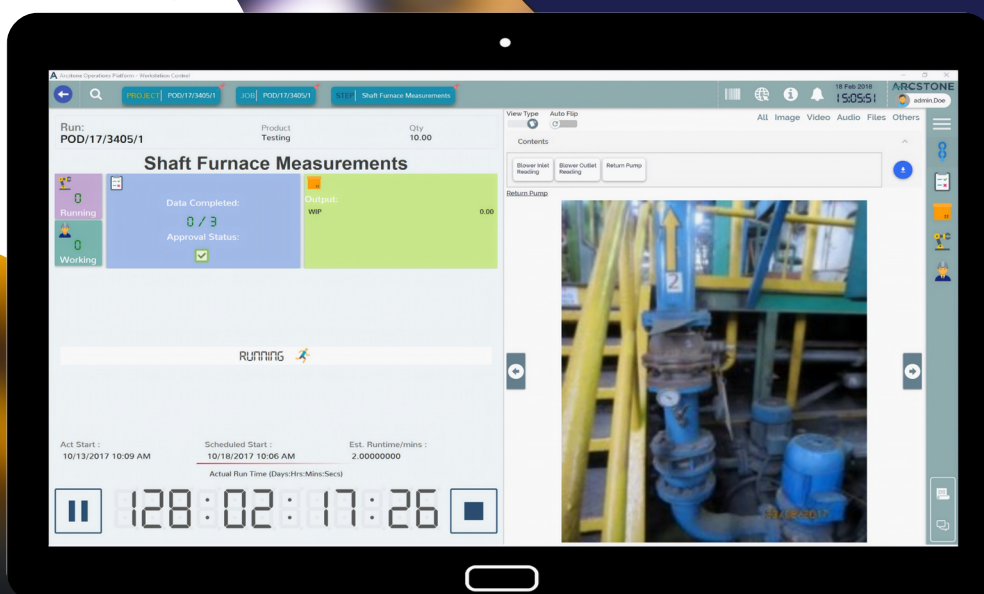 Arcstone Operations Platform - Workstation Control
PROJECT POD/17/3405/1
JOB POD/17/3405/1
STEP Shaft Furnace Measurements
18 Feb 2018
15:05:51
ARCSTONE
admin,Doe
Run:
POD/17/3405/1
Product
Testing
Qty
10.00
Shaft Furnace Measurements
0
Running
0
Working
Data Completed:
0 / 3
Approval Status:
Output:
WIP 0.00
RUNNING
Act Start :
10/13/2017 10:09 AM
Scheduled Start :
10/18/2017 10:06 AM
Est. Runtime/mins :
2.00000000
Actual Run Time (Days:Hrs:Mins:Secs)
128:02:17:26
View Type Auto Flip
All Image Video Audio Files Others
Contents
Blower Inlet Reading
Blower Outlet Reading
Return Pump
Return Pump
2